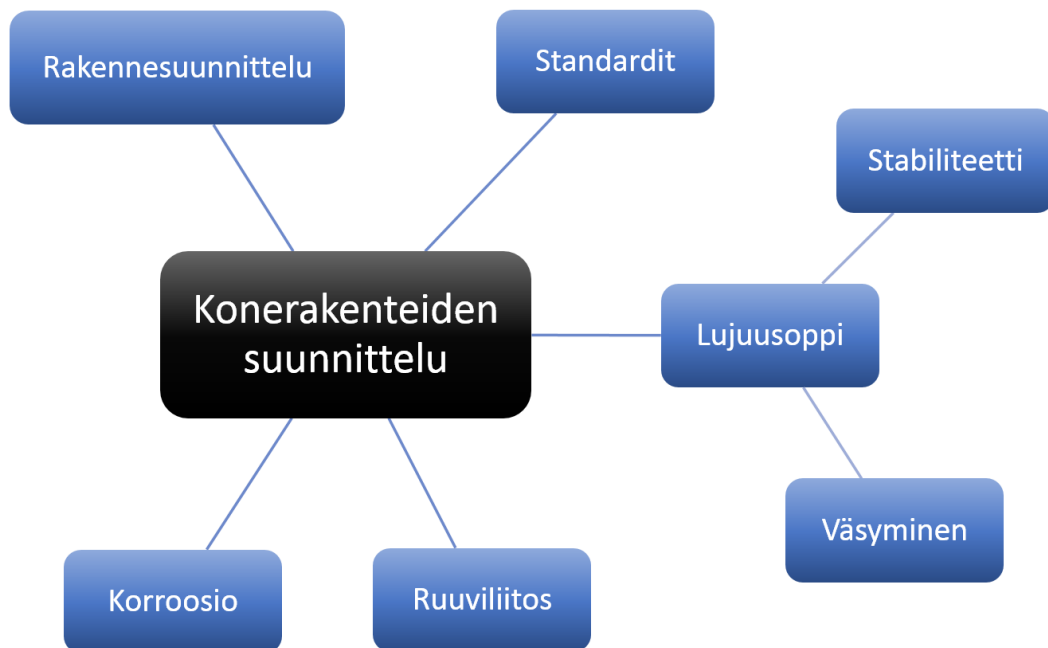 Rakennesuunnittelu
Standardit
Stabiliteetti
Konerakenteiden
suunnittelu
Lujuusoppi
Väsyminen
Korroosio
Ruuviliitos